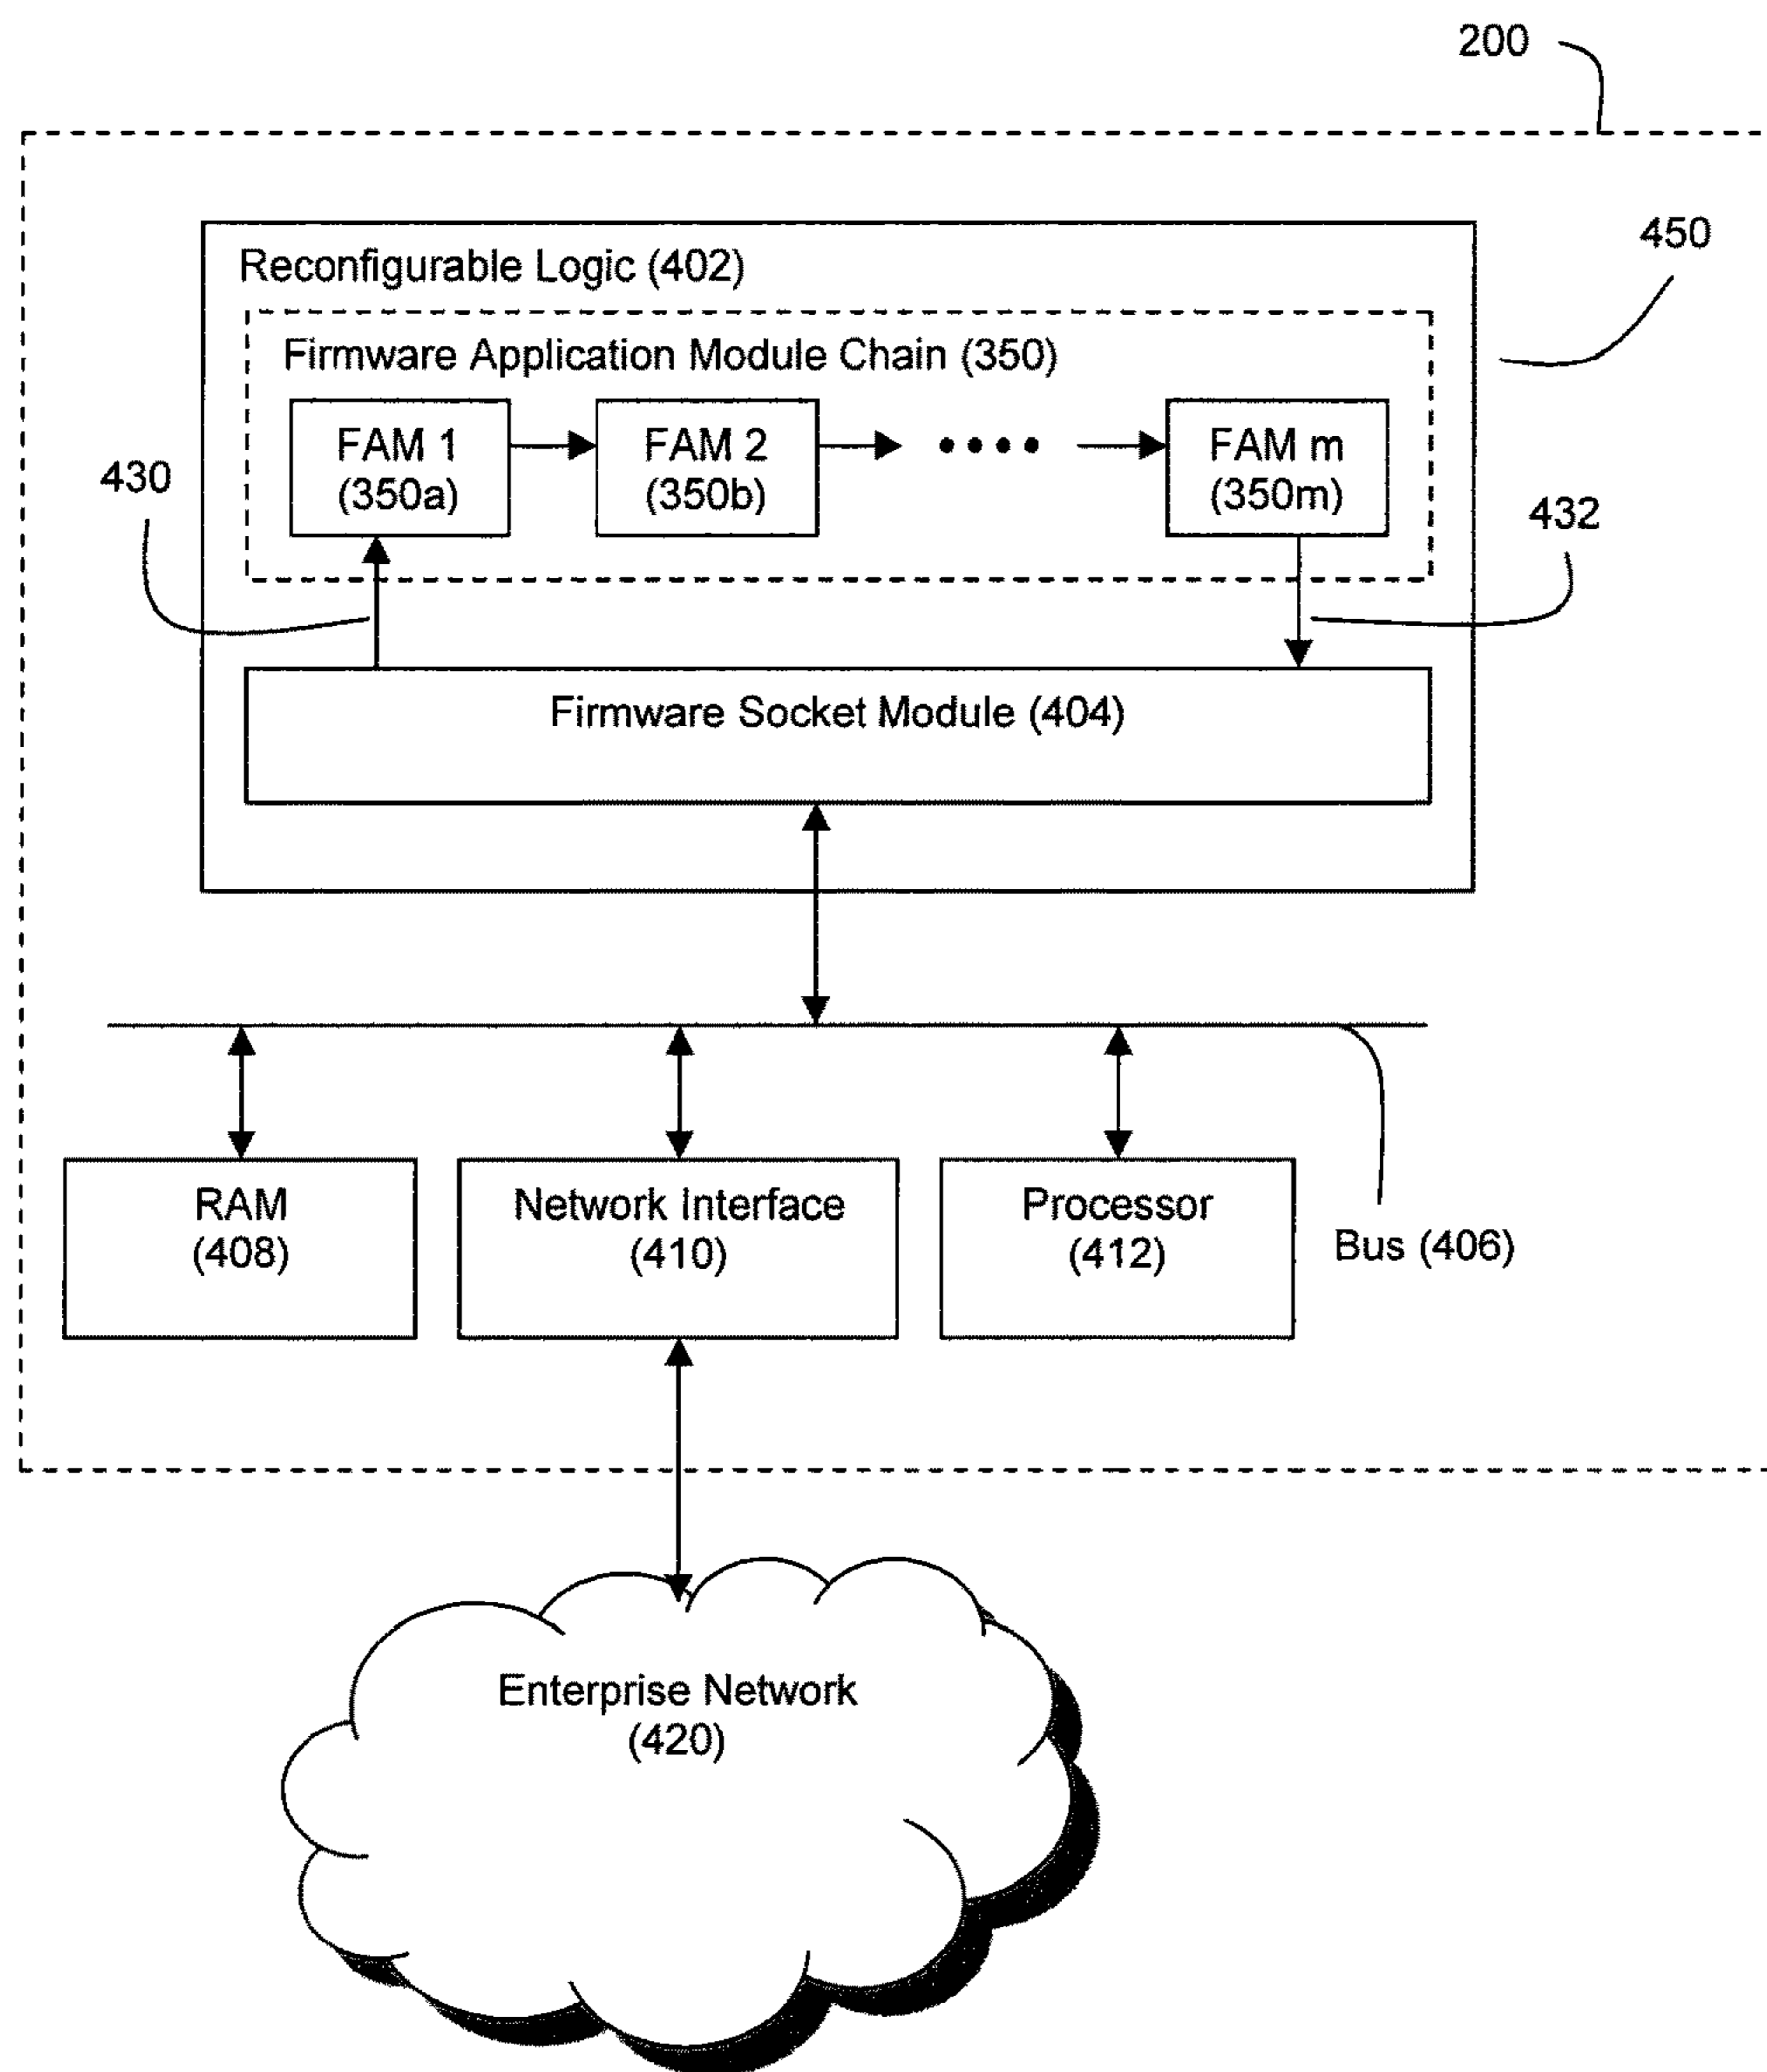 200
450
Reconfigurable Logic (402)
Firmware Application Module Chain (350)
FAM 1
(350a)
FAM 2
(350b)
FAM m
(350m)
430
432
Firmware Socket Module (404)
RAM
(408)
Network Interface
(410)
Processor
(412)
Bus (406)
Enterprise Network
(420)